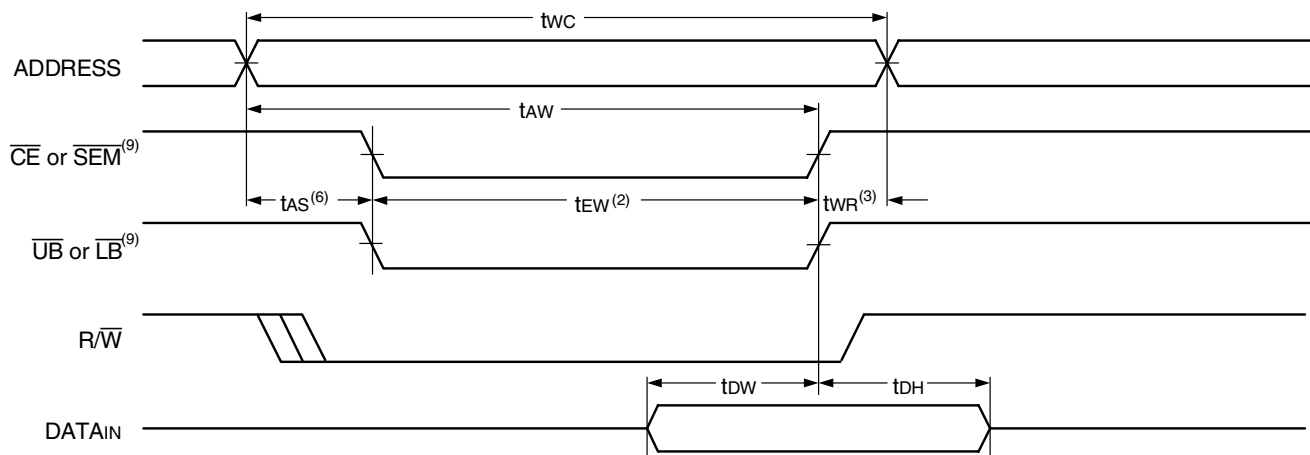 tWC
ADDRESS
tAW
CE or SEM(9)
tAS(6)
tEW(2)
tWR(3)
UB or LB(9)
R/W
tDW
tDH
DATAIN